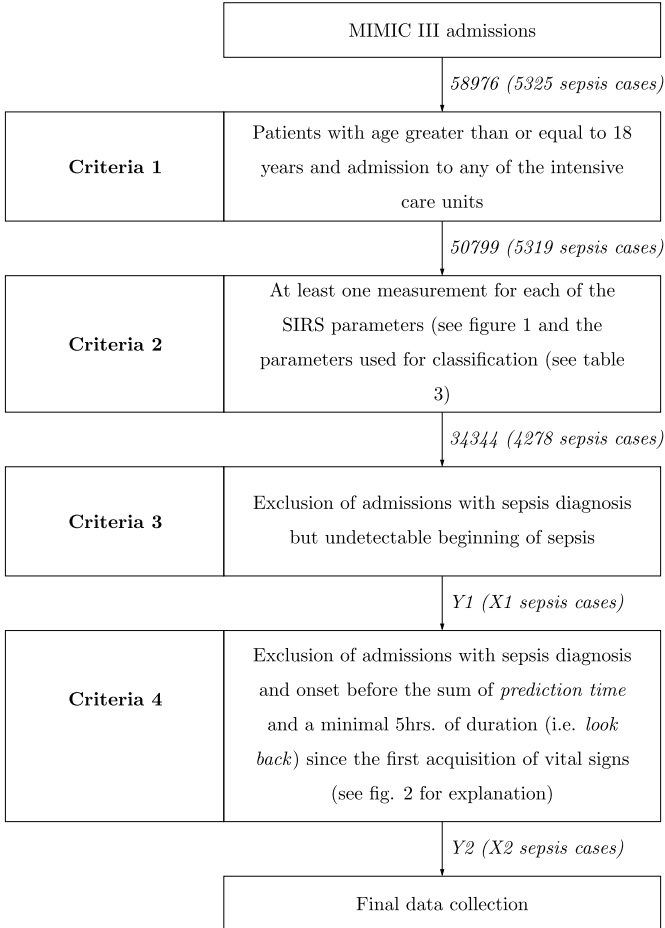 MIMIC III admissions
58976 (5325 sepsis cases)
Criteria 1
Patients with age greater than or equal to 18
years and admission to any of the intensive
care units
50799 (5319 sepsis cases)
Criteria 2
At least one measurement for each of the
SIRS parameters (see figure 1 and the
parameters used for classification (see table
3)
34344 (4278 sepsis cases)
Criteria 3
Exclusion of admissions with sepsis diagnosis
but undetectable beginning of sepsis
Y1 (X1 sepsis cases)
Criteria 4
Exclusion of admissions with sepsis diagnosis
and onset before the sum of prediction time
and a minimal 5hrs. of duration (i.e. look
back) since the first acquisition of vital signs
(see fig. 2 for explanation)
Y2 (X2 sepsis cases)
Final data collection